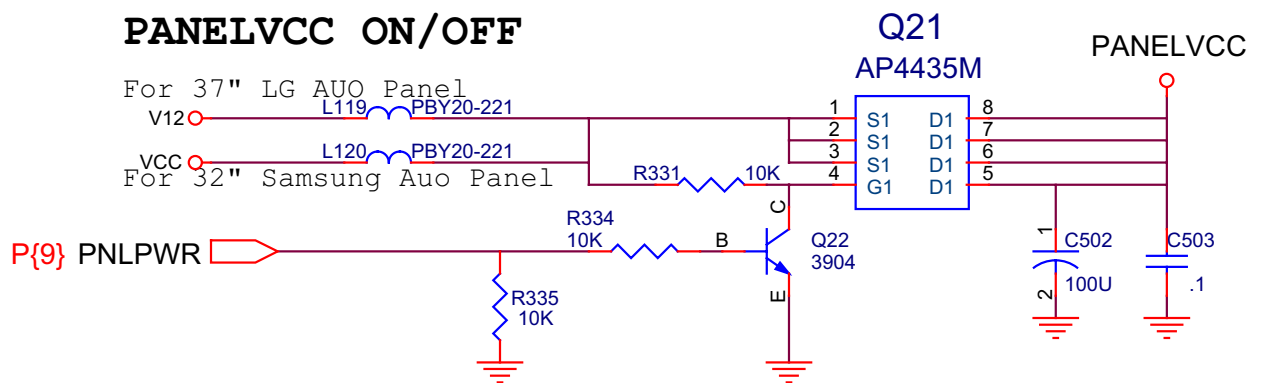 PANELVCC ON/OFF
Q21
AP4435M
PANELVCC
For 37" LG AUO Panel
V12
L119
PBY20-221
VCC
L120
PBY20-221
For 32" Samsung Auo Panel
1 S1 D1 8
2 S1 D1 7
3 S1 D1 6
4 G1 D1 5
R331
10K
C
R334
10K
B
Q22
3904
E
P{9} PNLPWR
R335
10K
1
C502
100U
2
C503
.1